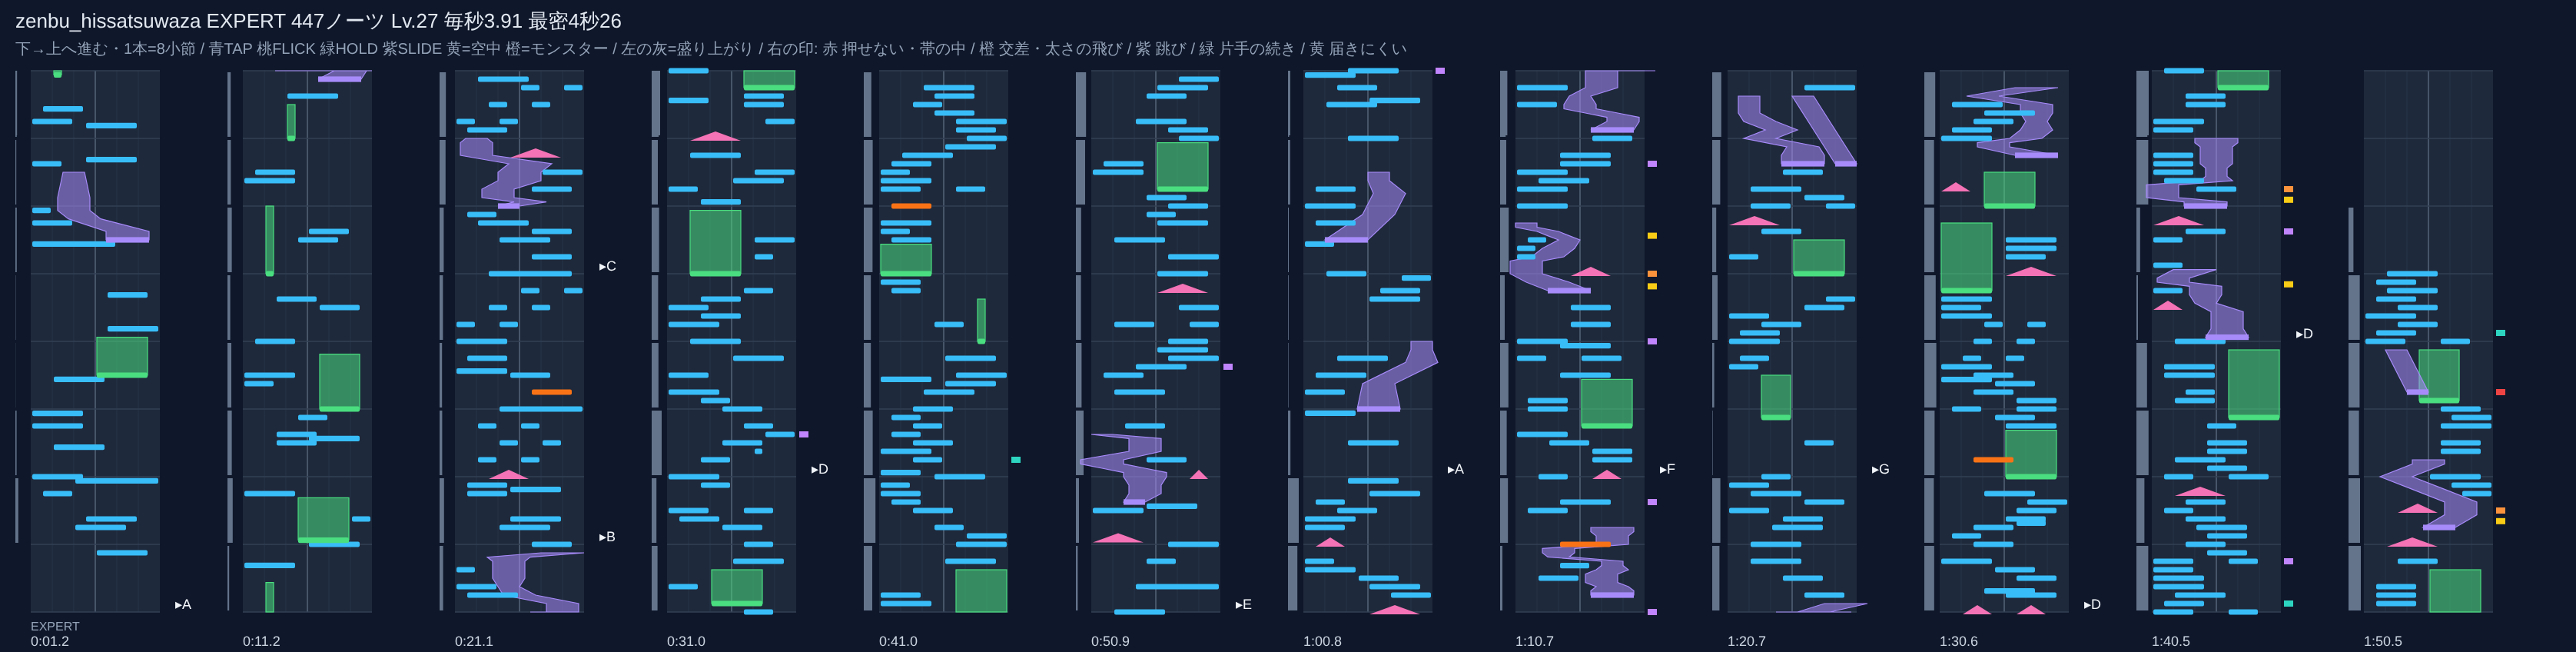 zenbu_hissatsuwaza EXPERT 447ノーツ Lv.27 毎秒3.91 最密4秒26
下→上へ進む・1本=8小節 / 青TAP 桃FLICK 緑HOLD 紫SLIDE 黄=空中 橙=モンスター / 左の灰=盛り上がり / 右の印: 赤 押せない・帯の中 / 橙 交差・太さの飛び / 紫 跳び / 緑 片手の続き / 黄 届きにくい
▸C
▸D
▸D
▸A
▸F
▸G
▸B
▸A
▸E
▸D
EXPERT
0:01.2 0:11.2 0:21.1 0:31.0 0:41.0 0:50.9 1:00.8 1:10.7 1:20.7 1:30.6 1:40.5 1:50.5